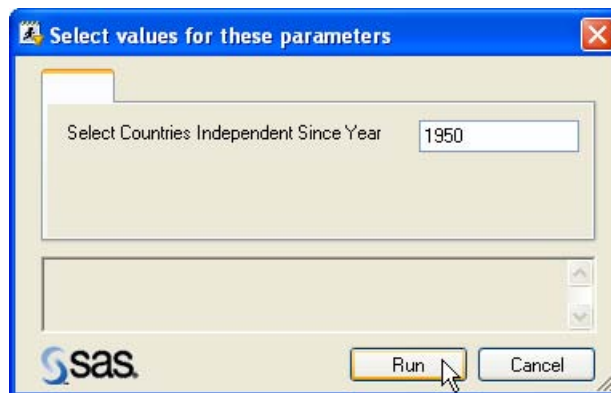 Select values for these parameters
Select Countries Independent Since Year 1950
sas.
Run Cancel